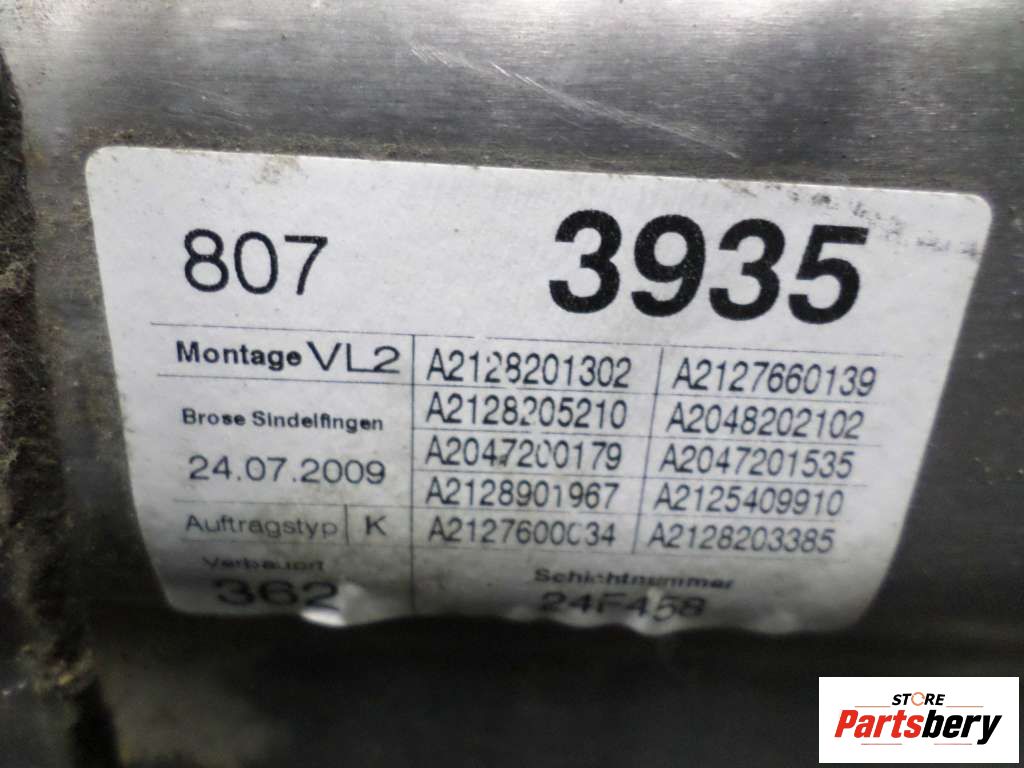 807 3935
Montage VL2
A2128201302 A2127660139
A2128205210 A2048202102
Brose Sindelfingen
A2047200179 A2047201535
24.07.2009
A2128901967 A2125409910
Auftragstyp K
A2127600034 A2128203385
Verbauort Schichtnummer
362 24F458
STORE
Partsbery